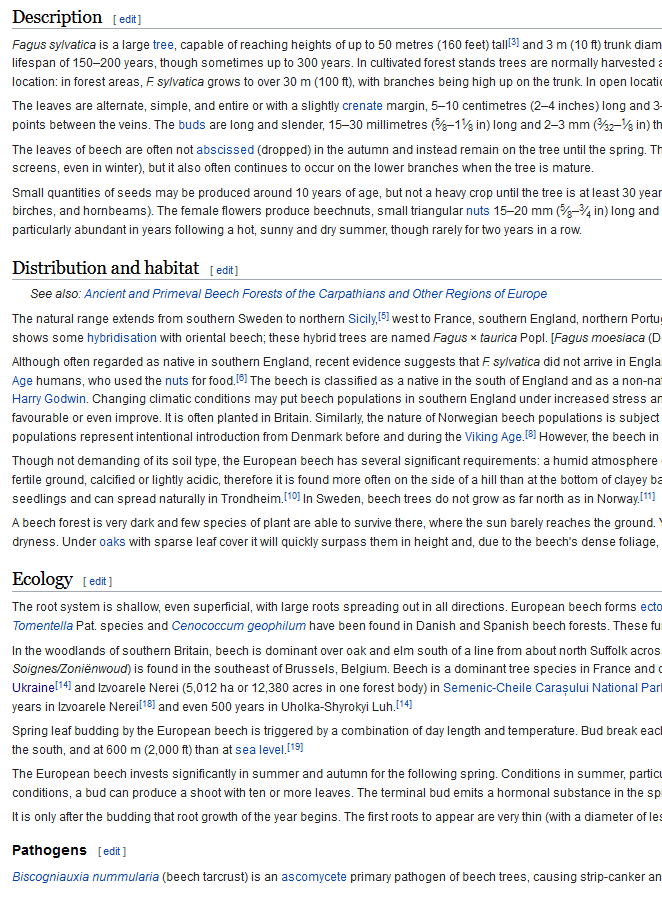 Description [ edit ]
Fagus sylvatica is a large tree, capable of reaching heights of up to 50 metres (160 feet) tall[3] and 3 m (10 ft) trunk diam
lifespan of 150–200 years, though sometimes up to 300 years. In cultivated forest stands trees are normally harvested a
location: in forest areas, F. sylvatica grows to over 30 m (100 ft), with branches being high up on the trunk. In open locatio
The leaves are alternate, simple, and entire or with a slightly crenate margin, 5–10 centimetres (2–4 inches) long and 3–
points between the veins. The buds are long and slender, 15–30 millimetres (5⁄8–1 1⁄8 in) long and 2–3 mm (3⁄32–1⁄8 in) th
The leaves of beech are often not abscissed (dropped) in the autumn and instead remain on the tree until the spring. Th
screens, even in winter), but it also often continues to occur on the lower branches when the tree is mature.
Small quantities of seeds may be produced around 10 years of age, but not a heavy crop until the tree is at least 30 year
birches, and hornbeams). The female flowers produce beechnuts, small triangular nuts 15–20 mm (5⁄8–3⁄4 in) long and
particularly abundant in years following a hot, sunny and dry summer, though rarely for two years in a row.
Distribution and habitat [ edit ]
See also: Ancient and Primeval Beech Forests of the Carpathians and Other Regions of Europe
The natural range extends from southern Sweden to northern Sicily,[5] west to France, southern England, northern Portug
shows some hybridisation with oriental beech; these hybrid trees are named Fagus × taurica Popl. [Fagus moesiaca (D
Although often regarded as native in southern England, recent evidence suggests that F. sylvatica did not arrive in Engla
Age humans, who used the nuts for food.[6] The beech is classified as a native in the south of England and as a non-nat
Harry Godwin. Changing climatic conditions may put beech populations in southern England under increased stress an
favourable or even improve. It is often planted in Britain. Similarly, the nature of Norwegian beech populations is subject
populations represent intentional introduction from Denmark before and during the Viking Age.[8] However, the beech in
Though not demanding of its soil type, the European beech has several significant requirements: a humid atmosphere
fertile ground, calcified or lightly acidic, therefore it is found more often on the side of a hill than at the bottom of clayey ba
seedlings and can spread naturally in Trondheim.[10] In Sweden, beech trees do not grow as far north as in Norway.[11]
A beech forest is very dark and few species of plant are able to survive there, where the sun barely reaches the ground. Y
dryness. Under oaks with sparse leaf cover it will quickly surpass them in height and, due to the beech's dense foliage,
Ecology [ edit ]
The root system is shallow, even superficial, with large roots spreading out in all directions. European beech forms ecto
Tomentella Pat. species and Cenococcum geophilum have been found in Danish and Spanish beech forests. These fu
In the woodlands of southern Britain, beech is dominant over oak and elm south of a line from about north Suffolk acros
Soignes/Zoniënwoud) is found in the southeast of Brussels, Belgium. Beech is a dominant tree species in France and c
Ukraine[14] and Izvoarele Nerei (5,012 ha or 12,380 acres in one forest body) in Semenic-Cheile Carașului National Parl
years in Izvoarele Nerei[18] and even 500 years in Uholka-Shyrokyi Luh.[14]
Spring leaf budding by the European beech is triggered by a combination of day length and temperature. Bud break eacl
the south, and at 600 m (2,000 ft) than at sea level.[19]
The European beech invests significantly in summer and autumn for the following spring. Conditions in summer, particu
conditions, a bud can produce a shoot with ten or more leaves. The terminal bud emits a hormonal substance in the spr
It is only after the budding that root growth of the year begins. The first roots to appear are very thin (with a diameter of les
Pathogens [ edit ]
Biscogniauxia nummularia (beech tarcrust) is an ascomycete primary pathogen of beech trees, causing strip-canker an